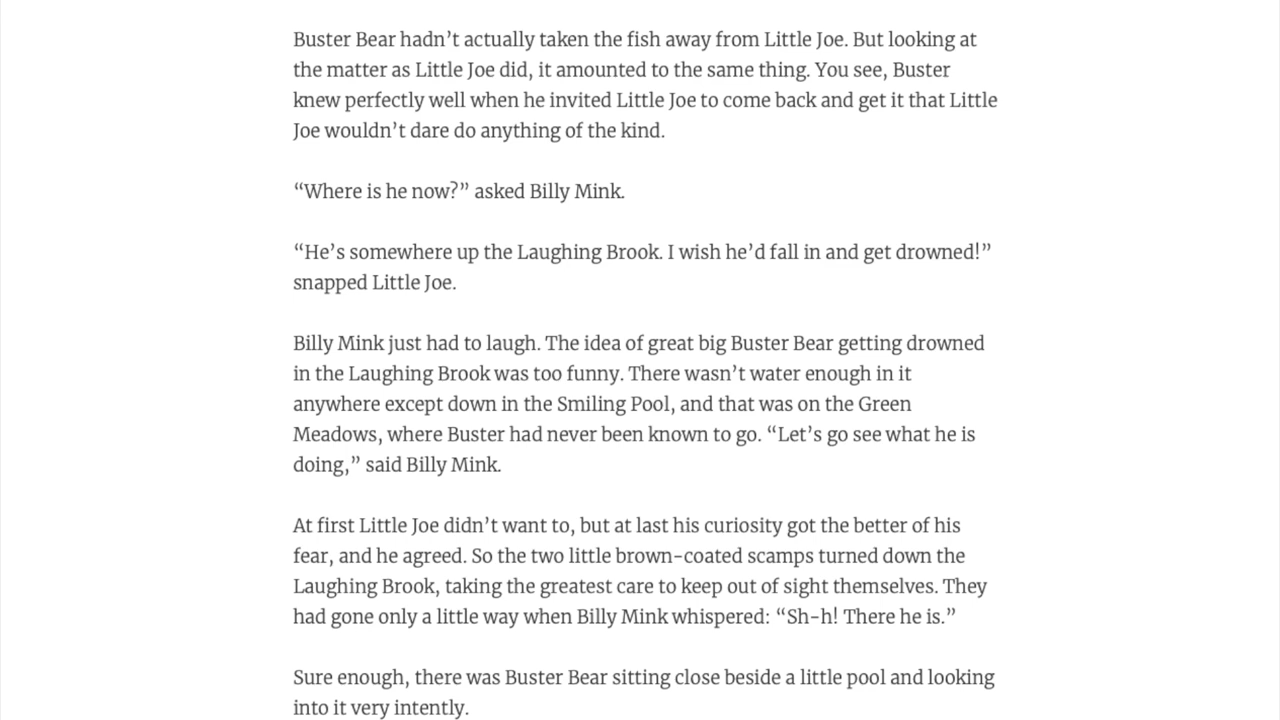 Buster Bear hadn’t actually taken the fish away from Little Joe. But looking at
the matter as Little Joe did, it amounted to the same thing. You see, Buster
knew perfectly well when he invited Little Joe to come back and get it that Little
Joe wouldn’t dare do anything of the kind.
“Where is he now?” asked Billy Mink.
“He’s somewhere up the Laughing Brook. I wish he’d fall in and get drowned!”
snapped Little Joe.
Billy Mink just had to laugh. The idea of great big Buster Bear getting drowned
in the Laughing Brook was too funny. There wasn’t water enough in it
anywhere except down in the Smiling Pool, and that was on the Green
Meadows, where Buster had never been known to go. “Let’s go see what he is
doing,” said Billy Mink.
At first Little Joe didn’t want to, but at last his curiosity got the better of his
fear, and he agreed. So the two little brown-coated scamps turned down the
Laughing Brook, taking the greatest care to keep out of sight themselves. They
had gone only a little way when Billy Mink whispered: “Sh-h! There he is.”
Sure enough, there was Buster Bear sitting close beside a little pool and looking
into it very intently.